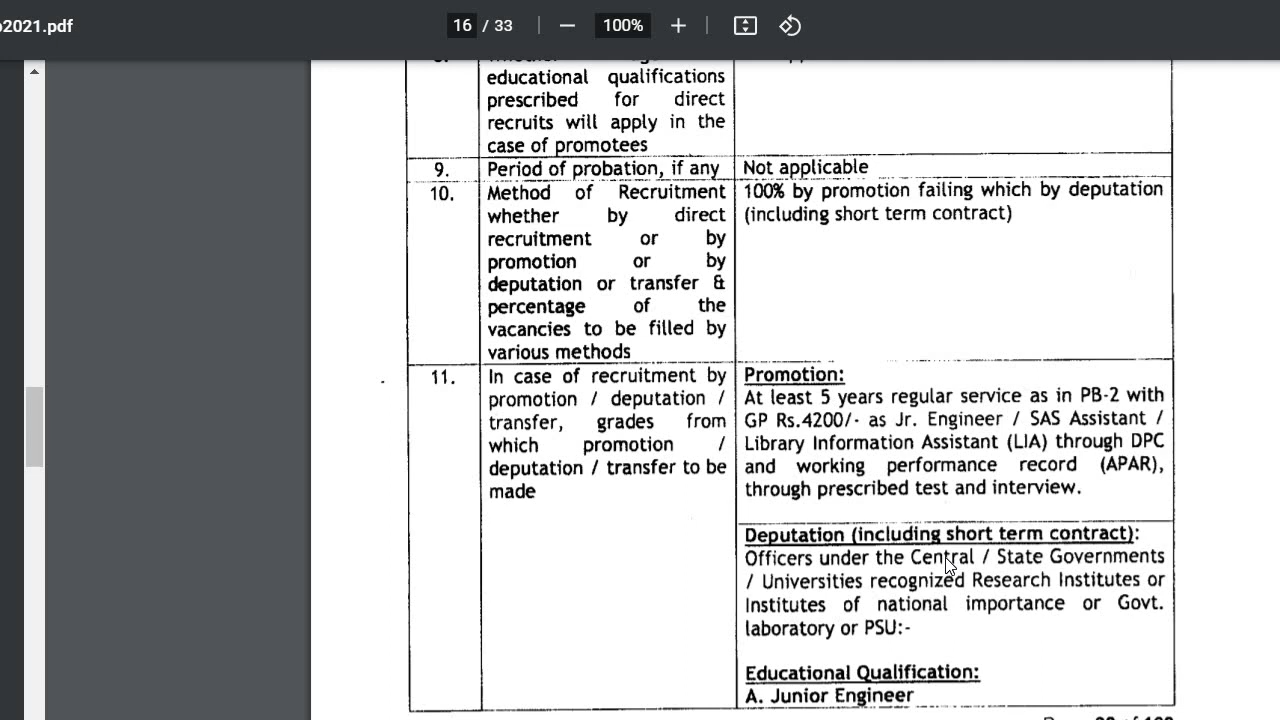 o2021.pdf
16 / 33
100%
8.
educational qualifications
prescribed for direct
recruits will apply in the
case of promotees
9. Period of probation, if any Not applicable
10. Method of Recruitment 100% by promotion failing which by deputation
whether by direct (including short term contract)
recruitment or by
promotion or by
deputation or transfer &
percentage of the
vacancies to be filled by
various methods
11. In case of recruitment by
promotion / deputation /
transfer, grades from
which promotion /
deputation / transfer to be
made
Promotion:
At least 5 years regular service as in PB-2 with
GP Rs.4200/- as Jr. Engineer / SAS Assistant /
Library Information Assistant (LIA) through DPC
and working performance record (APAR),
through prescribed test and interview.
Deputation (including short term contract):
Officers under the Central / State Governments
/ Universities recognized Research Institutes or
Institutes of national importance or Govt.
laboratory or PSU:-
Educational Qualification:
A. Junior Engineer